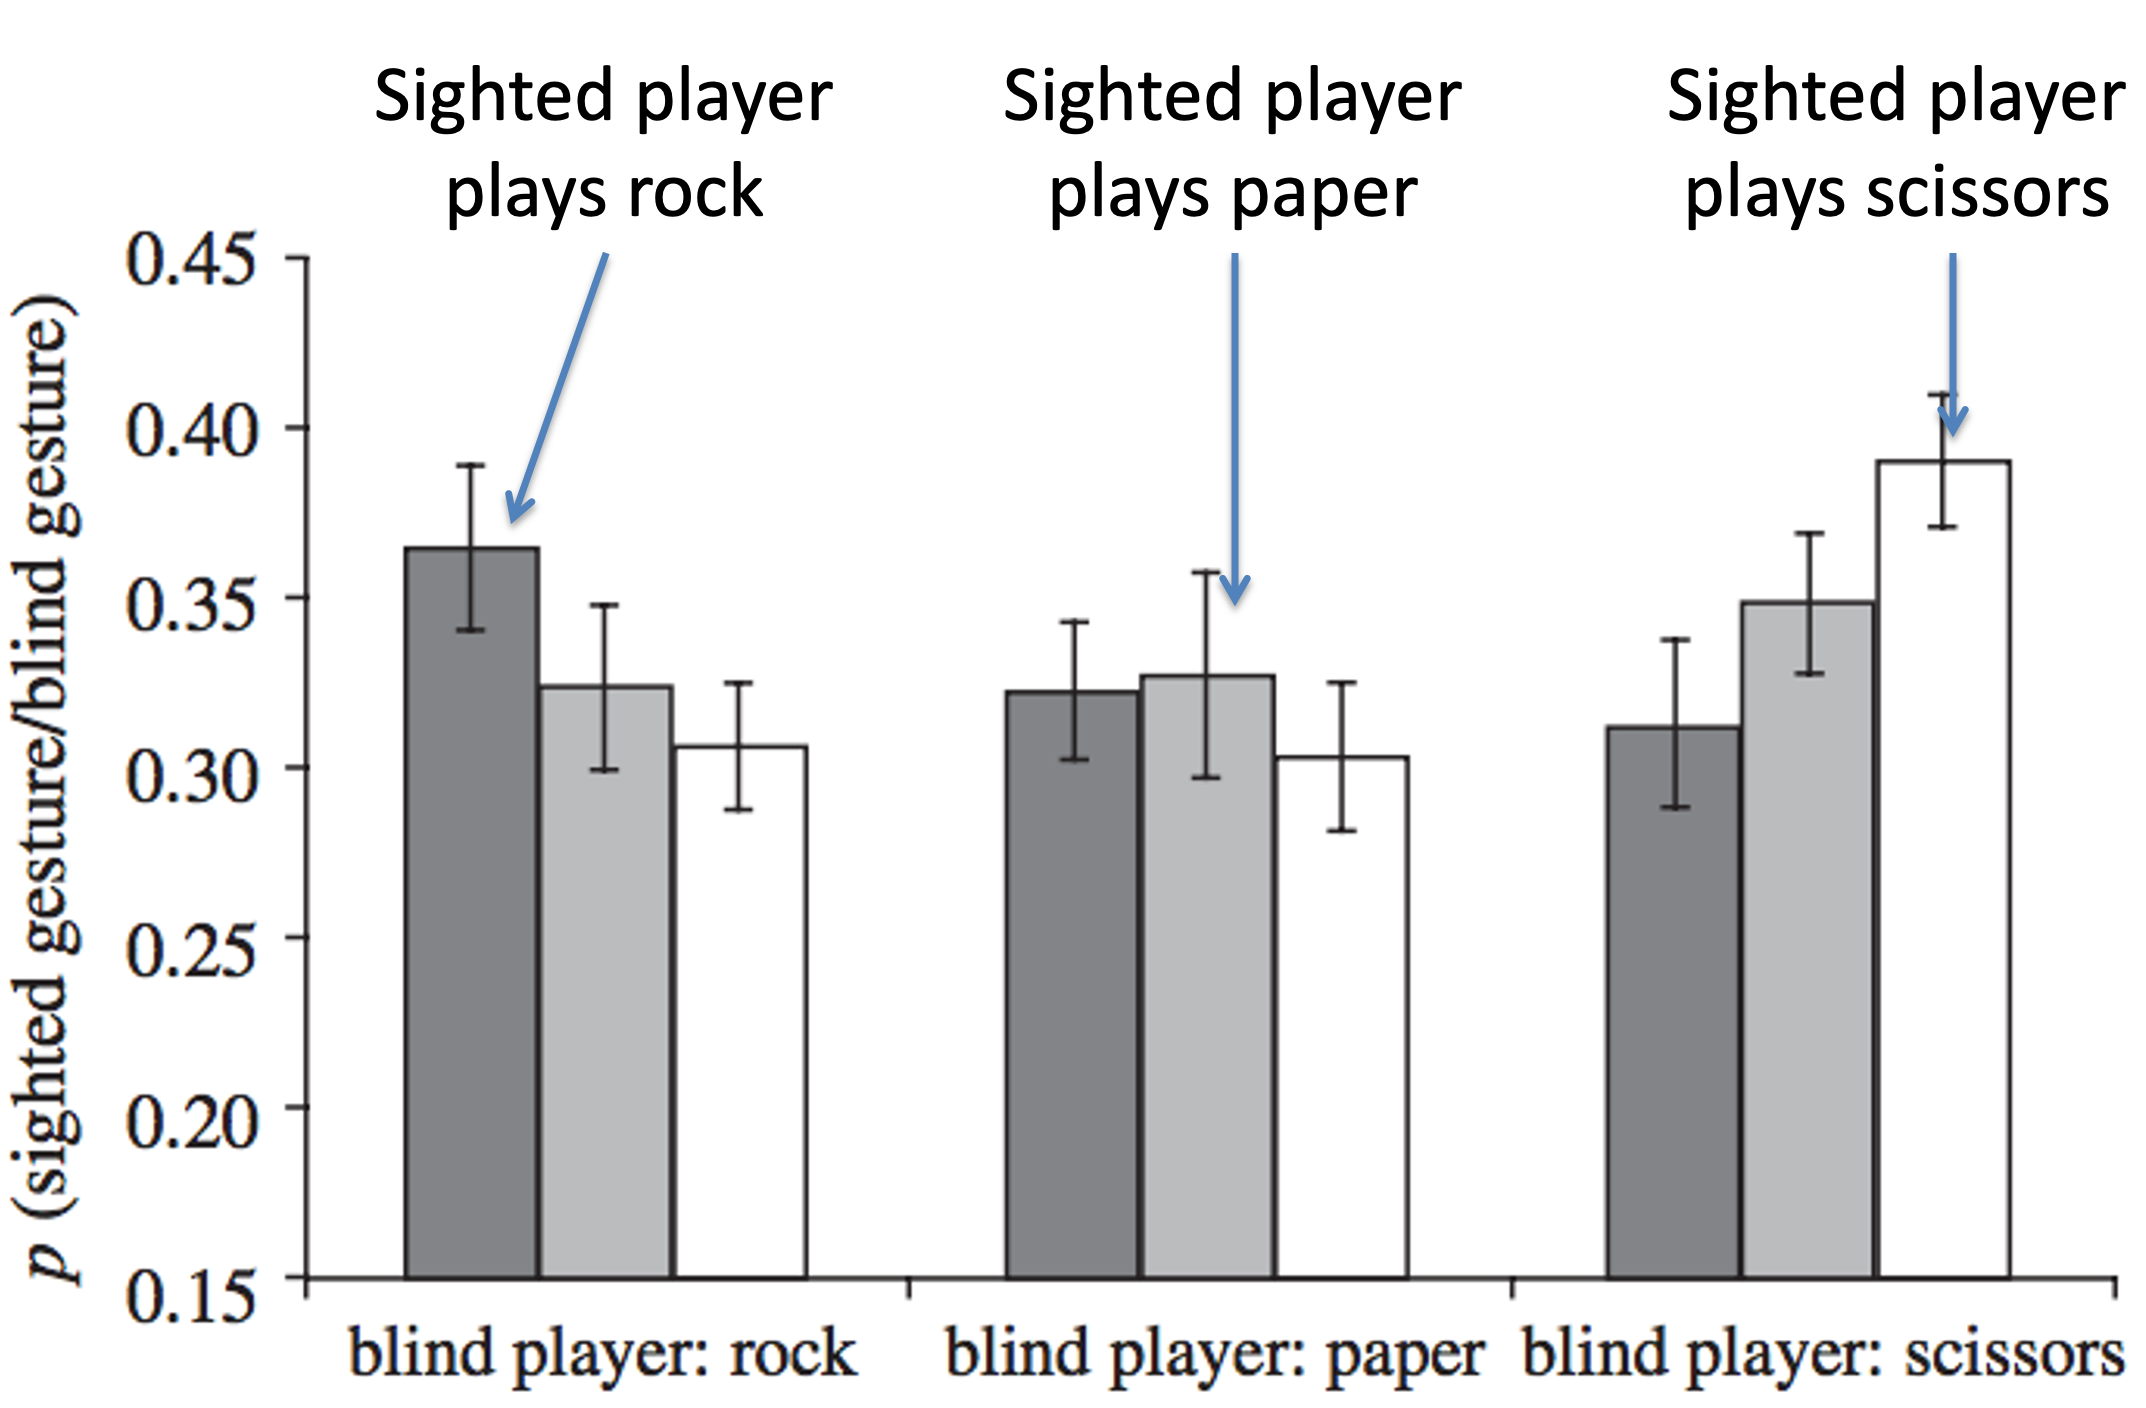 Sighted player
plays rock
Sighted player
plays paper
Sighted player
plays scissors
p (sighted gesture/blind gesture)
0.45
0.40
0.35
0.30
0.25
0.20
0.15
blind player: rock
blind player: paper
blind player: scissors